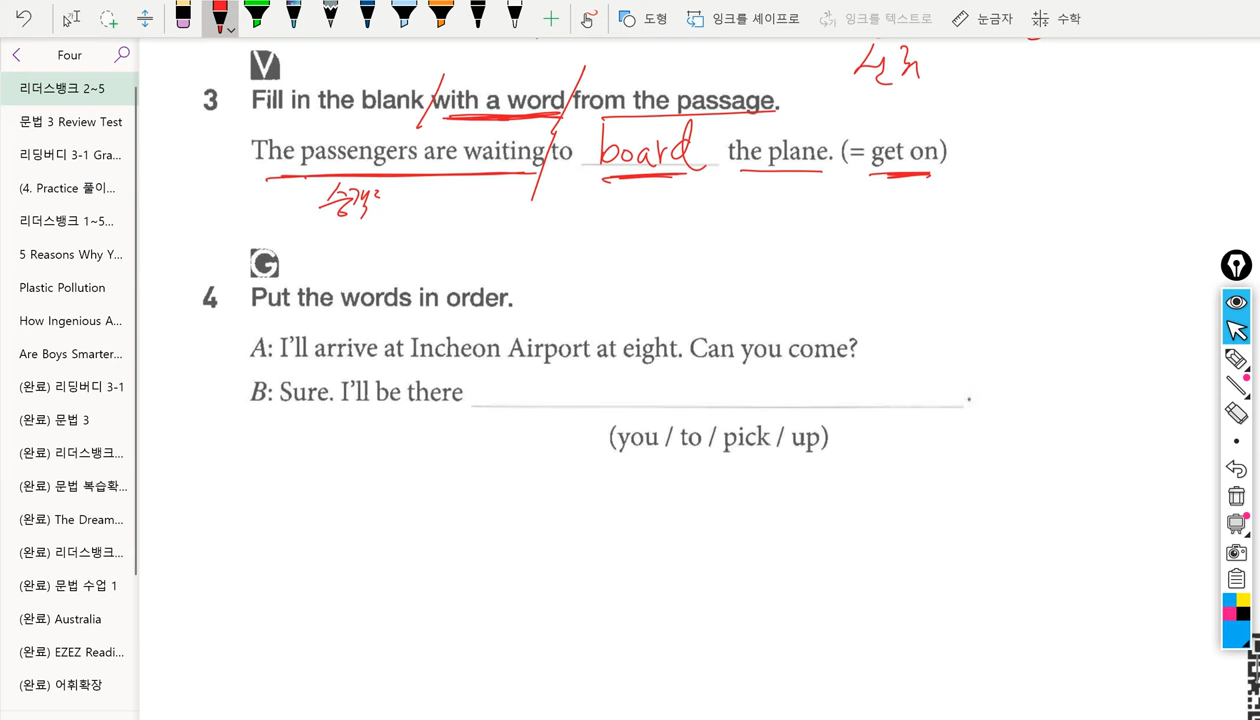 도형
잉크를 셰이프로
잉크를 텍스트로
눈금자
수학
Four
리더스뱅크 2~5
문법 3 Review Test
리딩버디 3-1 Gra...
(4. Practice 풀이...
리더스뱅크 1~5...
5 Reasons Why Y...
Plastic Pollution
How Ingenious A...
Are Boys Smarter...
(완료) 리딩버디 3-1
(완료) 문법 3
(완료) 리더스뱅크...
(완료) 문법 복습확...
(완료) The Dream...
(완료) 리더스뱅크...
(완료) 문법 수업 1
(완료) Australia
(완료) EZEZ Readi...
(완료) 어휘확장
V
3 Fill in the blank with a word from the passage.
The passengers are waiting to board the plane. (= get on)
승객
G
4 Put the words in order.
A: I'll arrive at Incheon Airport at eight. Can you come?
B: Sure. I'll be there ____.
(you / to / pick / up)